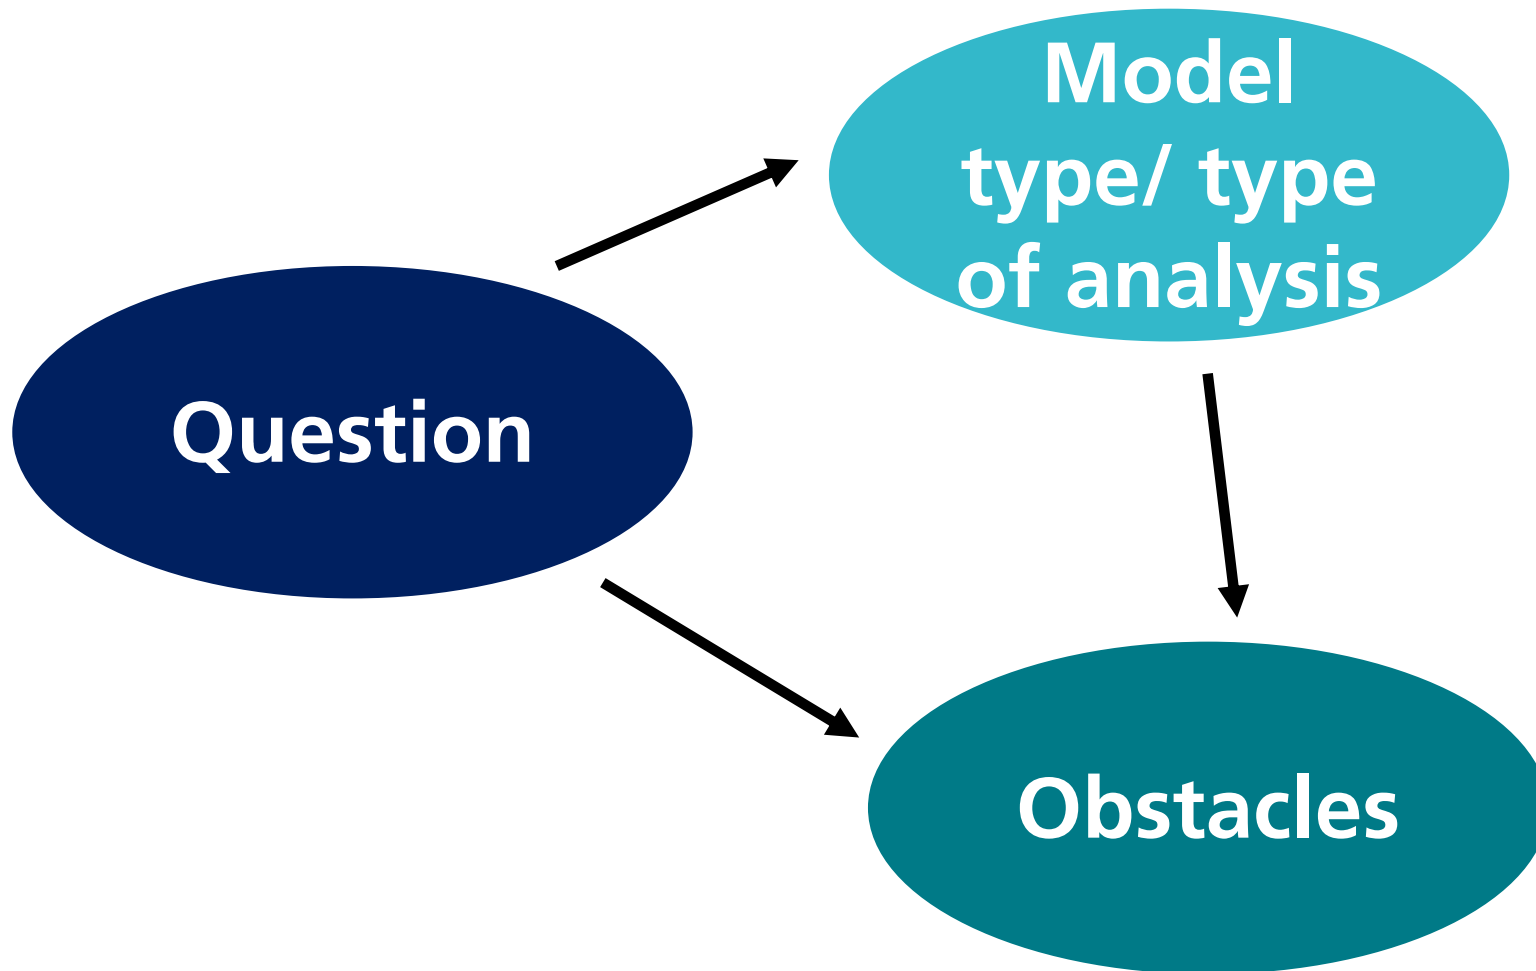 Model
type/ type
of analysis
Question
Obstacles